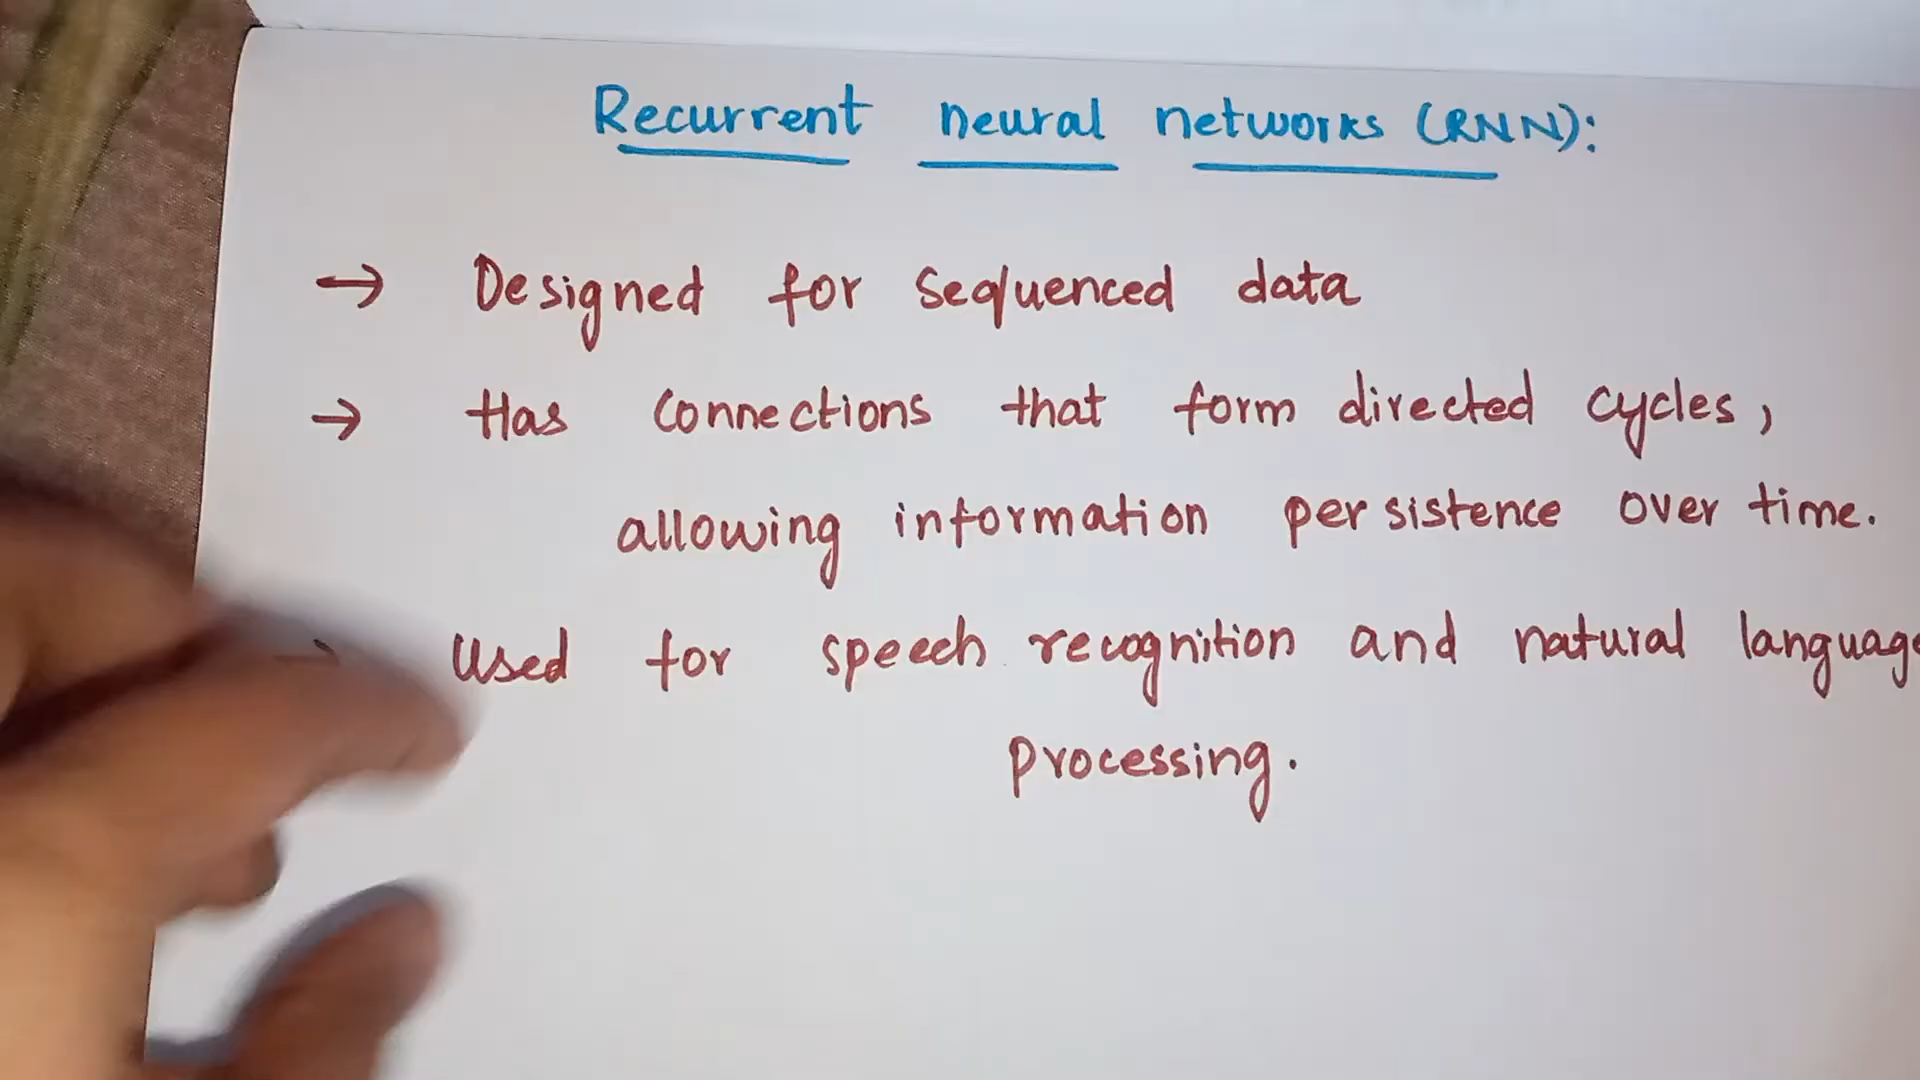 Recurrent neural networks (RNN):
→ Designed for sequenced data
→ Has connections that form directed cycles,
allowing information persistence over time.
Used for speech recognition and natural language
processing.